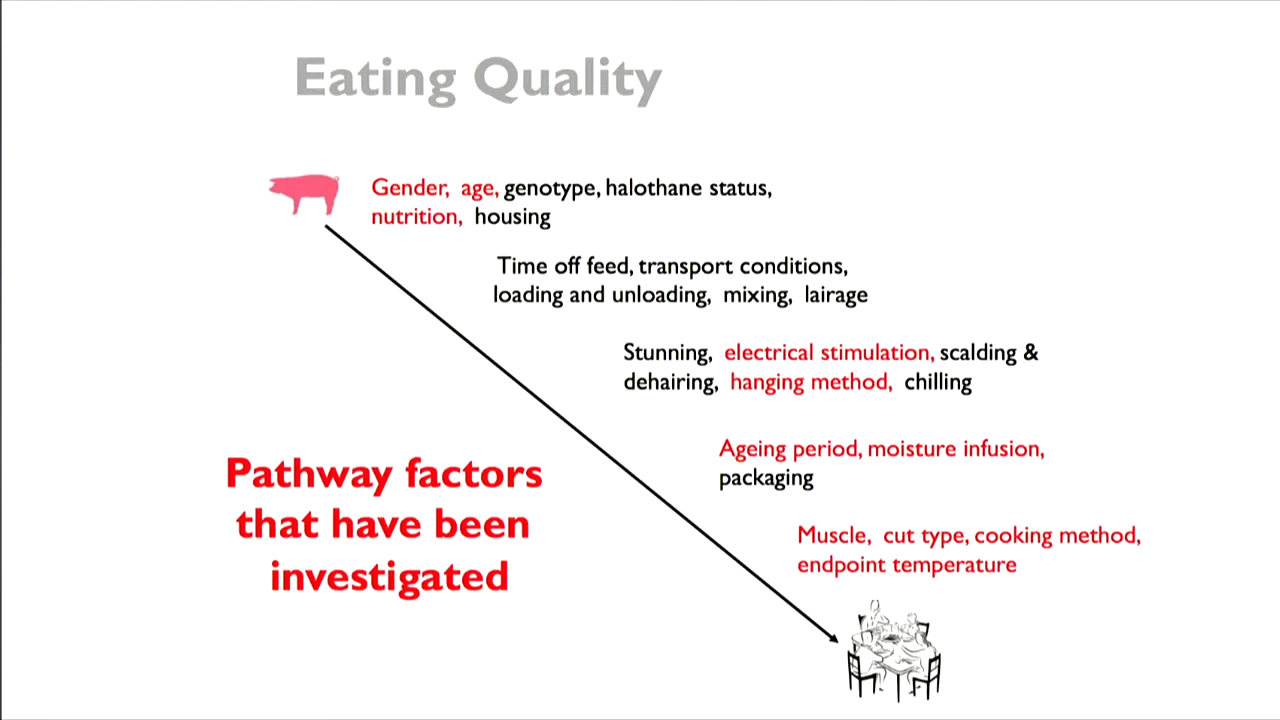 Eating Quality
Gender, age, genotype, halothane status,
nutrition, housing
Time off feed, transport conditions,
loading and unloading, mixing, lairage
Stunning, electrical stimulation, scalding &
dehairing, hanging method, chilling
Ageing period, moisture infusion,
packaging
Pathway factors
that have been
investigated
Muscle, cut type, cooking method,
endpoint temperature